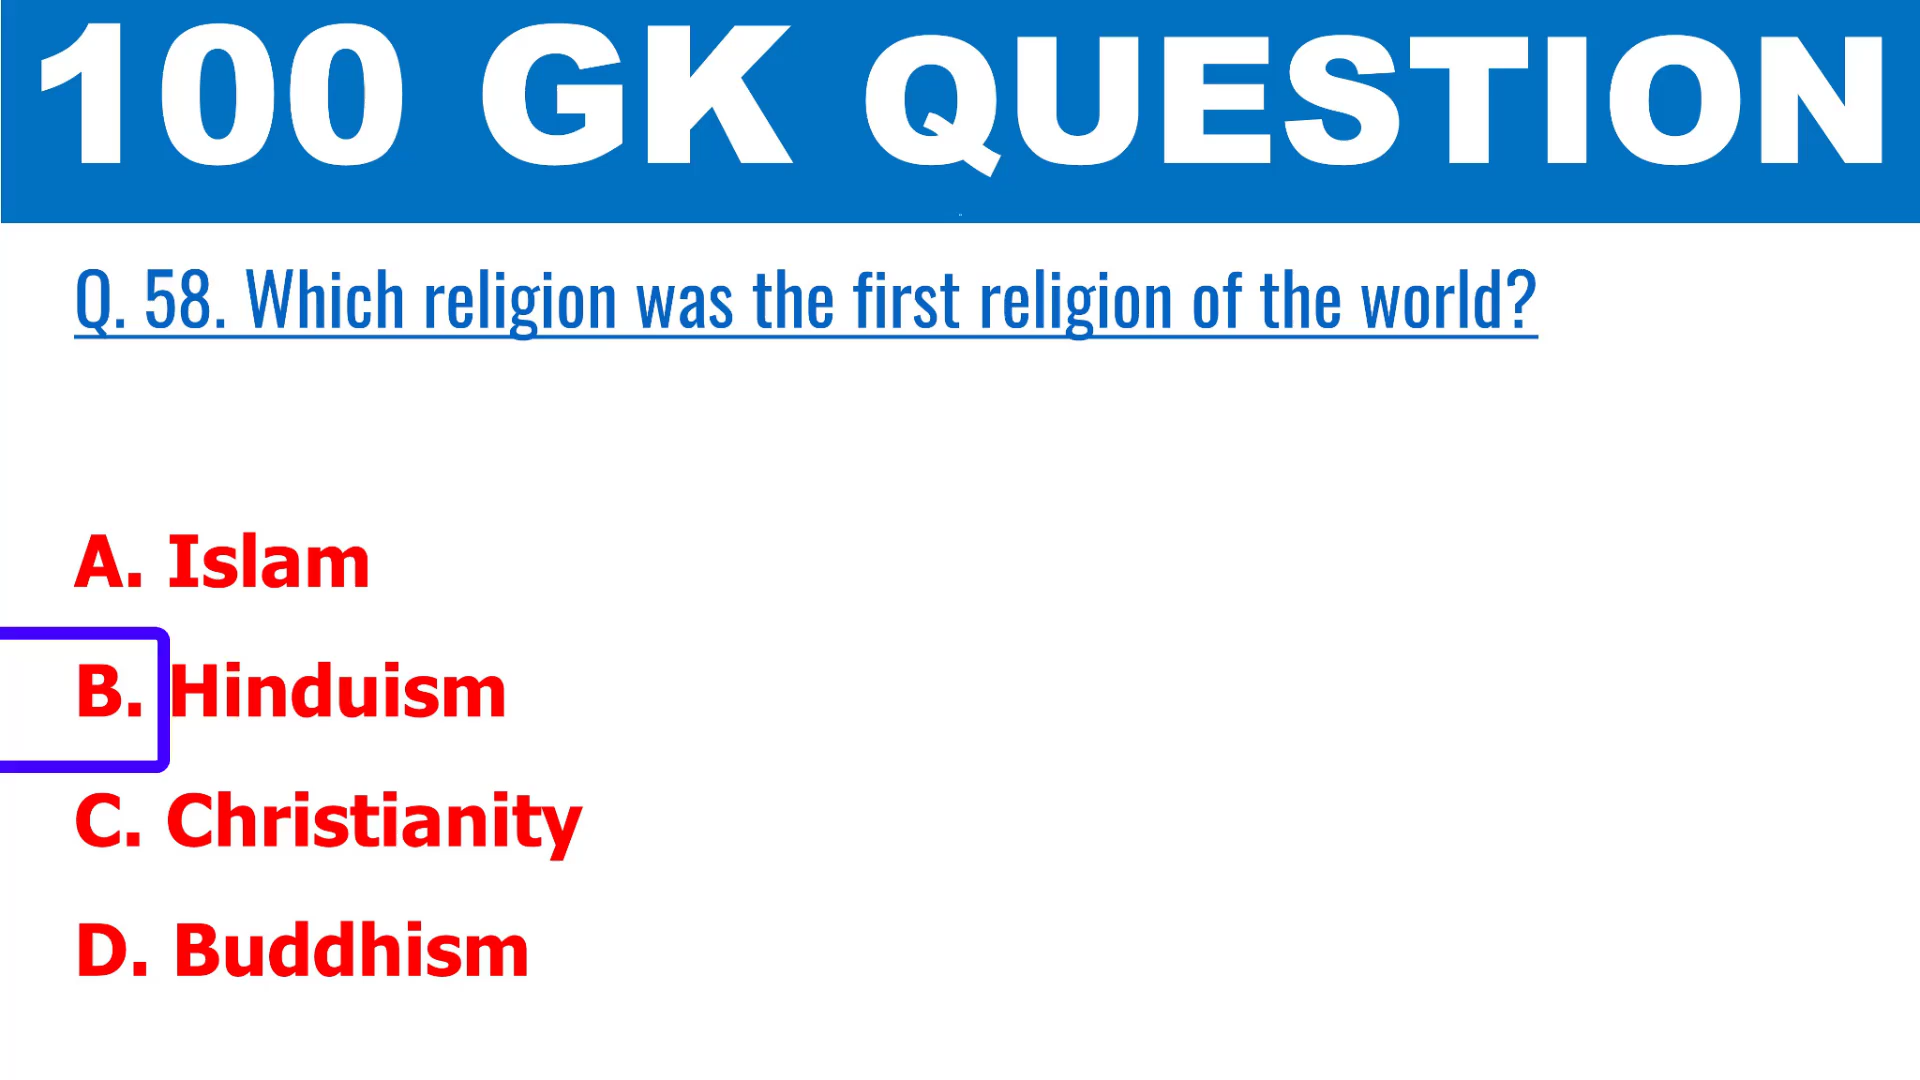 100 GK QUESTION
Q. 58. Which religion was the first religion of the world?
A. Islam
B. Hinduism
C. Christianity
D. Buddhism